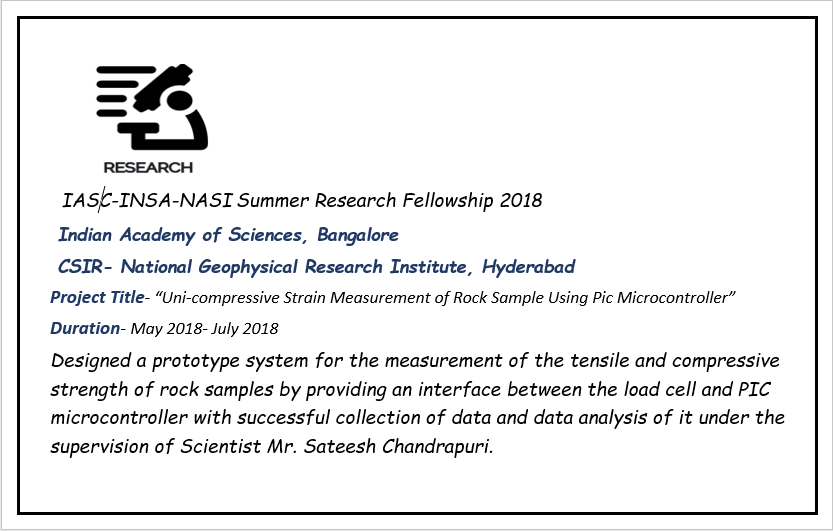 RESEARCH
IASC-INSA-NASI Summer Research Fellowship 2018
Indian Academy of Sciences, Bangalore
CSIR- National Geophysical Research Institute, Hyderabad
Project Title- “Uni-compressive Strain Measurement of Rock Sample Using Pic Microcontroller”
Duration- May 2018- July 2018
Designed a prototype system for the measurement of the tensile and compressive
strength of rock samples by providing an interface between the load cell and PIC
microcontroller with successful collection of data and data analysis of it under the
supervision of Scientist Mr. Sateesh Chandrapuri.